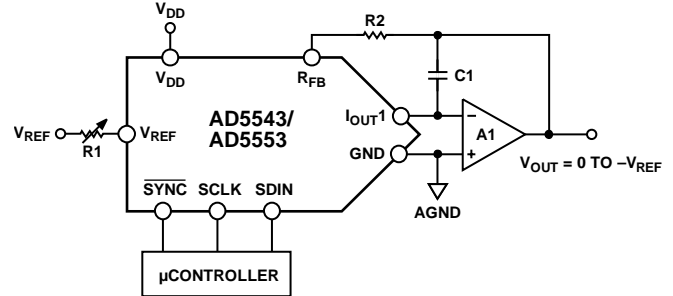 VDD
VDD
RFB
R2
C1
AD5543/
AD5553
VREF
R1
VREF
IOUT1
GND
A1
−
+
VOUT = 0 TO –VREF
AGND
SYNC SCLK SDIN
µCONTROLLER